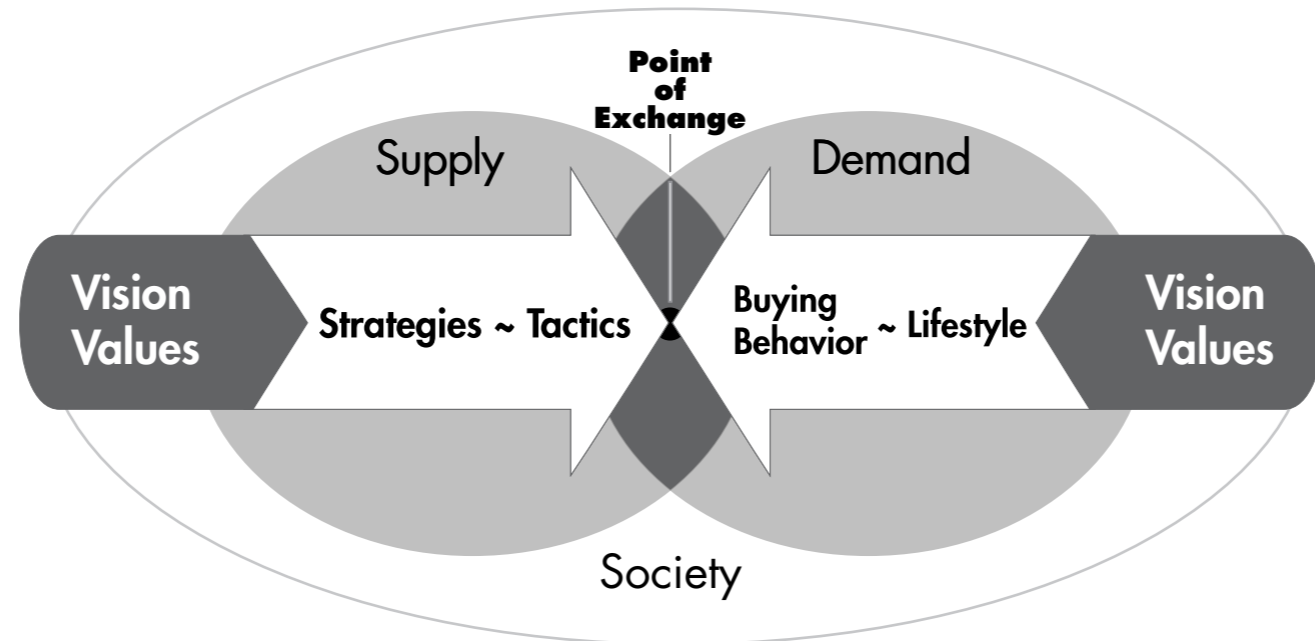 Point
of
Exchange
Supply
Demand
Vision
Values
Strategies ~ Tactics
Buying
Behavior ~ Lifestyle
Vision
Values
Society